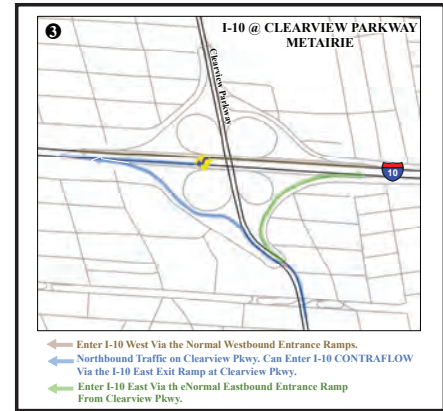 ❸
I-10 @ CLEARVIEW PARKWAY
METAIRIE
Clearview Parkway
10
Enter I-10 West Via the Normal Westbound Entrance Ramps.
Northbound Traffic on Clearview Pkwy. Can Enter I-10 CONTRAFLOW
Via the I-10 East Exit Ramp at Clearview Pkwy.
Enter I-10 East Via th eNormal Eastbound Entrance Ramp
From Clearview Pkwy.